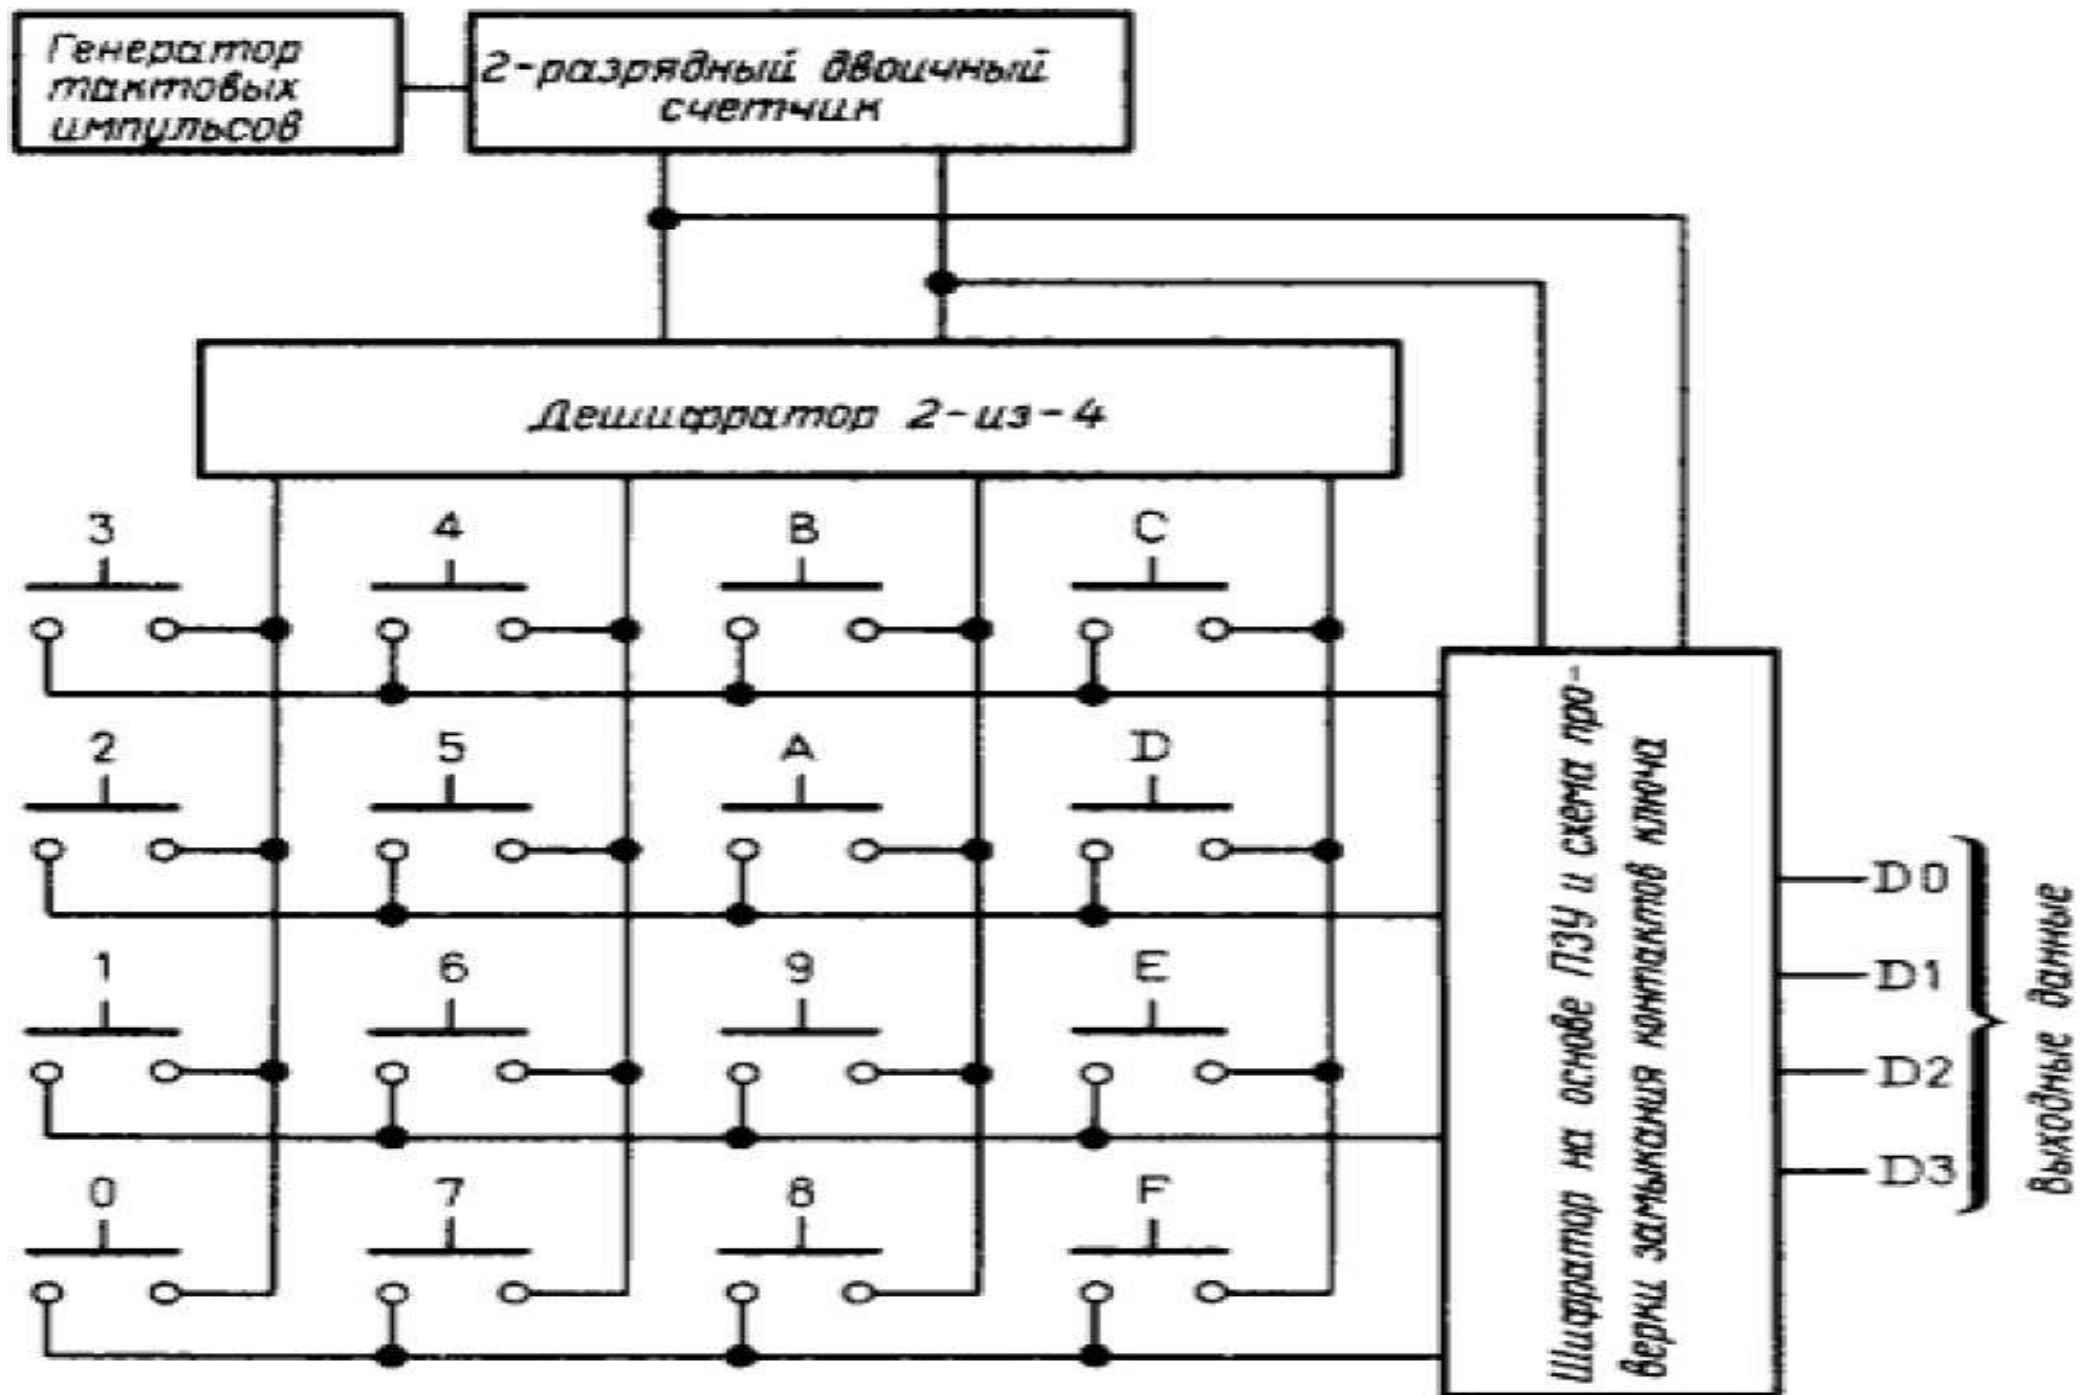 Генератор
тактовых
импульсов
2-разрядный двоичный
счетчик
Дешифратор 2-из-4
3
4
B
C
2
5
A
D
1
6
9
E
0
7
8
F
Шифратор на основе ПЗУ и схема про-
верки замыкания контактов ключа
D0
D1
D2
D3
Выходные данные